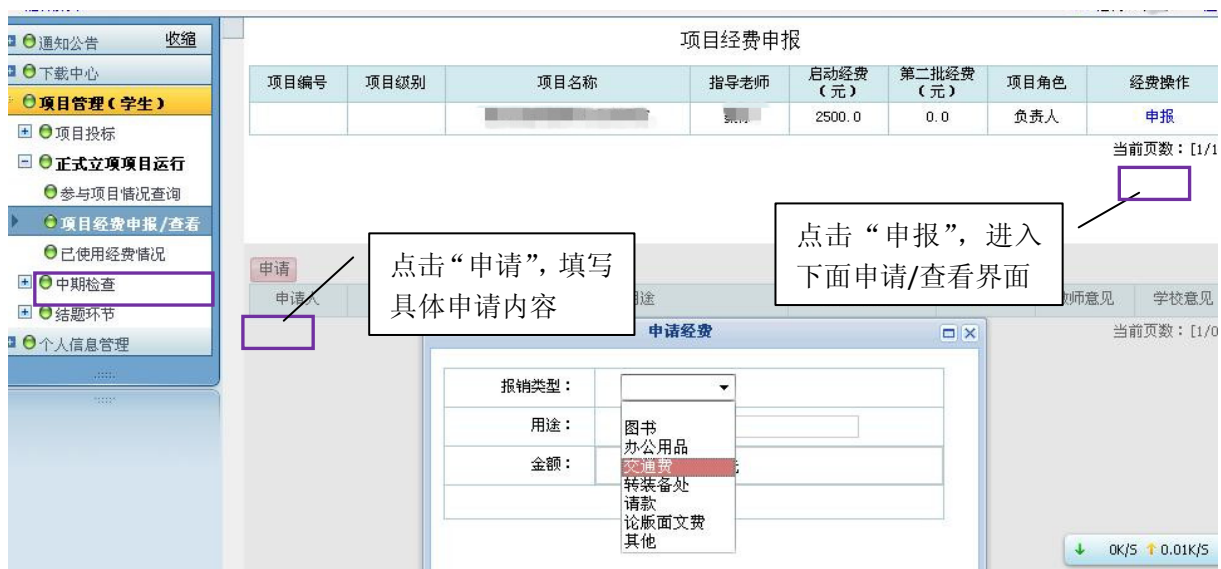 通知公告 收缩
下载中心
项目管理(学生)
项目投标
正式立项项目运行
参与项目情况查询
项目经费申报/查看
已使用经费情况
中期检查
结题环节
个人信息管理
项目经费申报
项目编号 项目级别 项目名称 指导老师 启动经费(元) 第二批经费(元) 项目角色 经费操作
2500.0 0.0 负责人 申报
当前页数:[1/1
点击“申报”，进入
下面申请/查看界面
点击“申请”，填写
具体申请内容
申请
申请人 途 师意见 学校意见
当前页数:[1/0
申请经费
报销类型：
用途：
金额：
图书
办公用品
交通费
转装备处
请款
论版面文费
其他
0K/S 0.01K/S